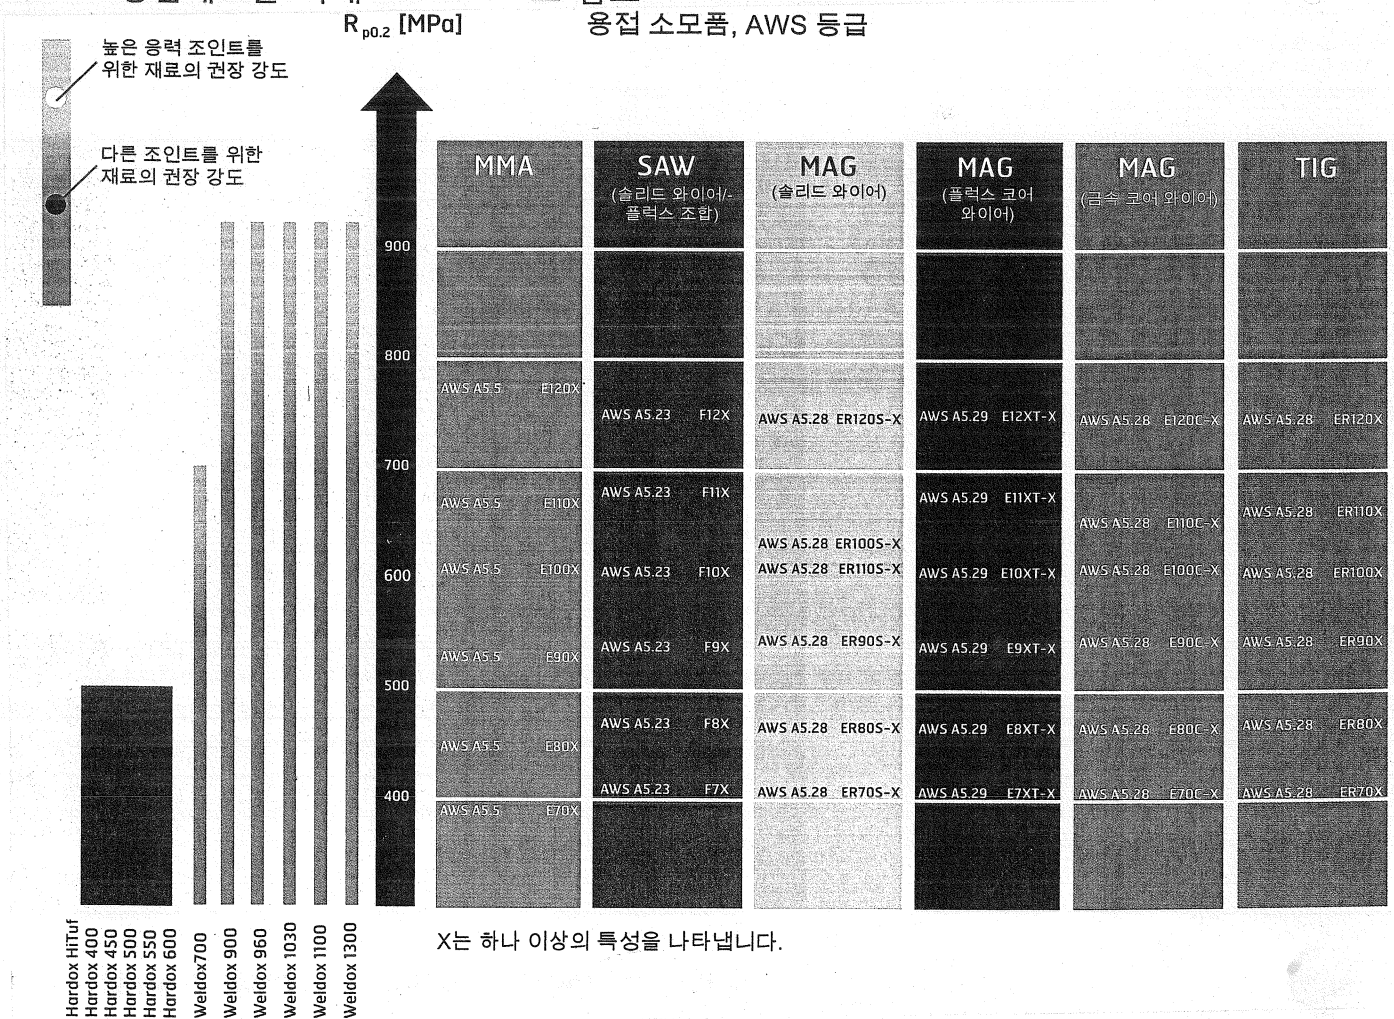 R p0.2 [MPa]
용접 소모품, AWS 등급
높은 응력 조인트를
위한 재료의 권장 강도
다른 조인트를 위한
재료의 권장 강도
900
800
700
600
500
400
MMA
AWS A5.5 E120X
AWS A5.5 E110X
AWS A5.5 E100X
AWS A5.5 E90X
AWS A5.5 E80X
AWS A5.5 E70X
SAW
(솔리드 와이어/-
플럭스 조합)
AWS A5.23 F12X
AWS A5.23 F11X
AWS A5.23 F10X
AWS A5.23 F9X
AWS A5.23 F8X
AWS A5.23 F7X
MAG
(솔리드 와이어)
AWS A5.28 ER120S-X
AWS A5.28 ER100S-X
AWS A5.28 ER110S-X
AWS A5.28 ER90S-X
AWS A5.28 ER80S-X
AWS A5.28 ER70S-X
MAG
(플럭스 코어
와이어)
AWS A5.29 E12XT-X
AWS A5.29 E11XT-X
AWS A5.29 E10XT-X
AWS A5.29 E9XT-X
AWS A5.29 E8XT-X
AWS A5.29 E7XT-X
MAG
(금속 코어 와이어)
AWS A5.28 E120C-X
AWS A5.28 E110C-X
AWS A5.28 E100C-X
AWS A5.28 E90C-X
AWS A5.28 E80C-X
AWS A5.28 E70C-X
TIG
AWS A5.28 ER120X
AWS A5.28 ER110X
AWS A5.28 ER100X
AWS A5.28 ER90X
AWS A5.28 ER80X
AWS A5.28 ER70X
Hardox HiTuf
Hardox 400
Hardox 450
Hardox 500
Hardox 550
Hardox 600
Weldox700
Weldox 900
Weldox 960
Weldox 1030
Weldox 1100
Weldox 1300
X는 하나 이상의 특성을 나타냅니다.